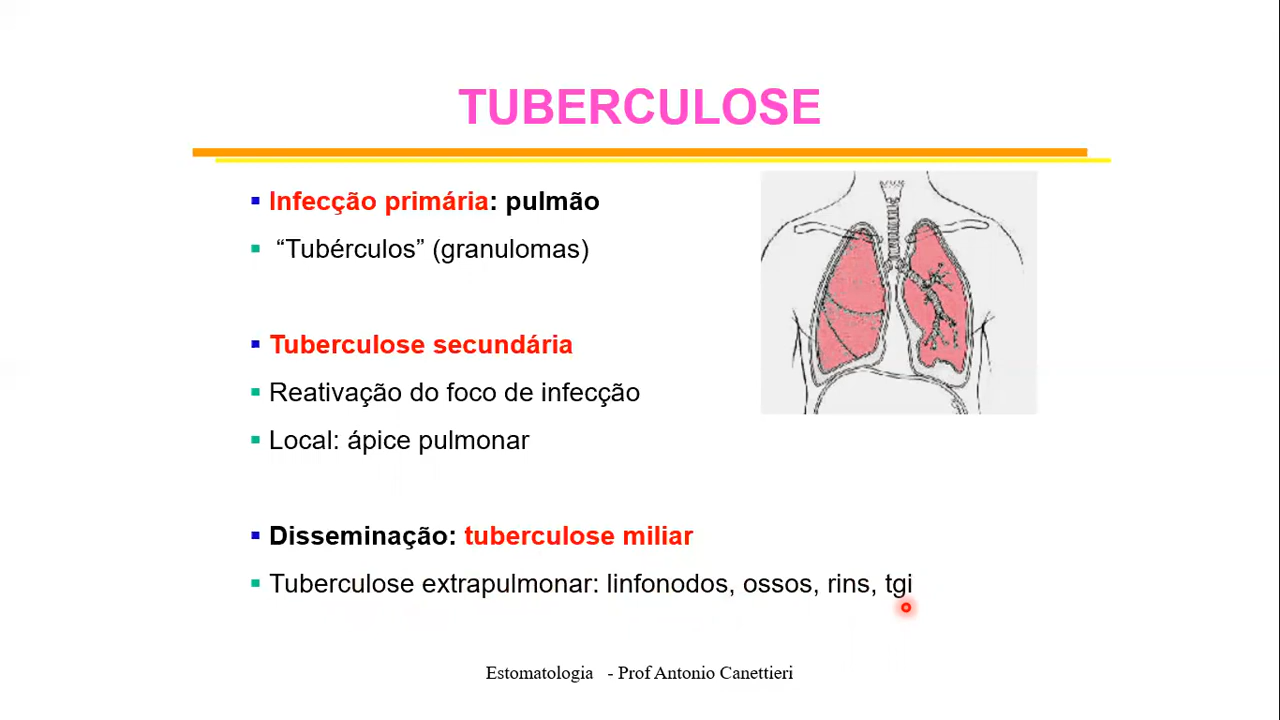 TUBERCULOSE
Infecção primária: pulmão
“Tubérculos” (granulomas)
Tuberculose secundária
Reativação do foco de infecção
Local: ápice pulmonar
Disseminação: tuberculose miliar
Tuberculose extrapulmonar: linfonodos, ossos, rins, tgi
Estomatologia - Prof Antonio Canettieri